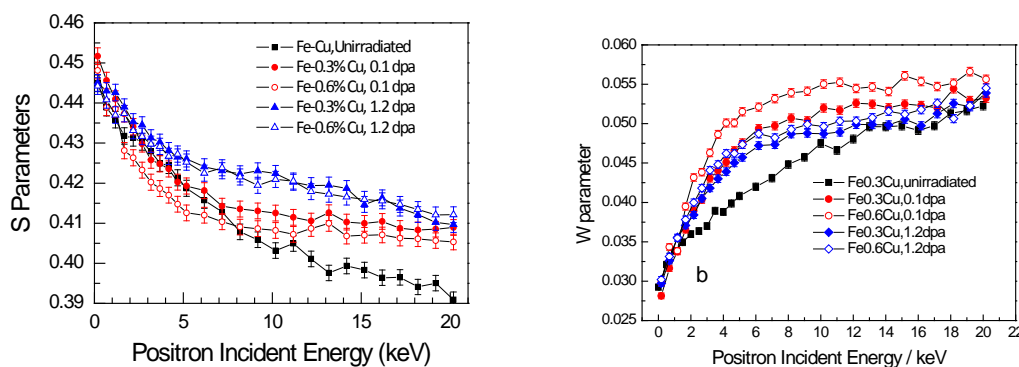 S Parameters
0.46
0.45
0.44
0.43
0.42
0.41
0.40
0.39
0 5 10 15 20
Positron Incident Energy (keV)
Fe-Cu,Unirradiated
Fe-0.3% Cu, 0.1 dpa
Fe-0.6% Cu, 0.1 dpa
Fe-0.3% Cu, 1.2 dpa
Fe-0.6% Cu, 1.2 dpa
W parameter
0.060
0.055
0.050
0.045
0.040
0.035
0.030
0.025
0 2 4 6 8 10 12 14 16 18 20 22
Positron Incident Energy / keV
Fe0.3Cu,unirradiated
Fe0.3Cu,0.1dpa
Fe0.6Cu,0.1dpa
Fe0.3Cu,1.2dpa
Fe0.6Cu,1.2dpa
b